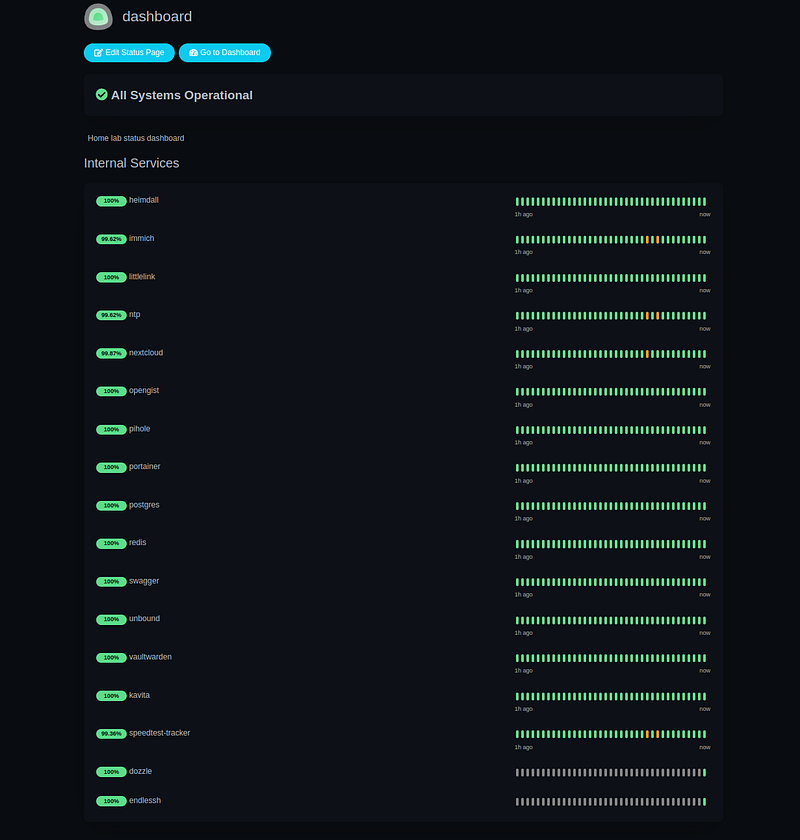 dashboard
Edit Status Page Go to Dashboard
All Systems Operational
Home lab status dashboard
Internal Services
100% heimdall
1h ago now
99.62% immich
1h ago now
100% littlelink
1h ago now
99.62% ntp
1h ago now
99.87% nextcloud
1h ago now
100% opengist
1h ago now
100% pihole
1h ago now
100% portainer
1h ago now
100% postgres
1h ago now
100% redis
1h ago now
100% swagger
1h ago now
100% unbound
1h ago now
100% vaultwarden
1h ago now
100% kavita
1h ago now
99.36% speedtest-tracker
1h ago now
100% dozzle
100% endlessh